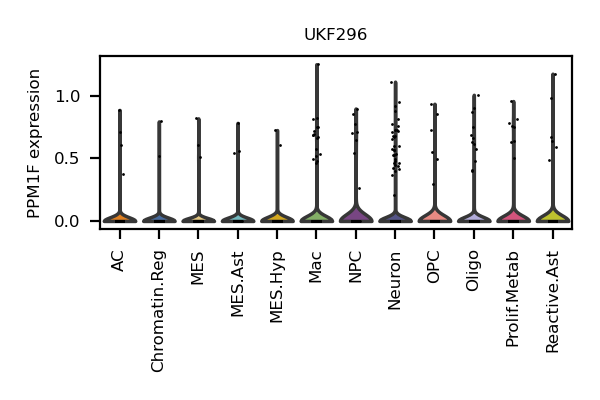 UKF296
PPM1F expression
1.0
0.5
0.0
AC
Chromatin.Reg
MES
MES.Ast
MES.Hyp
Mac
NPC
Neuron
OPC
Oligo
Prolif.Metab
Reactive.Ast